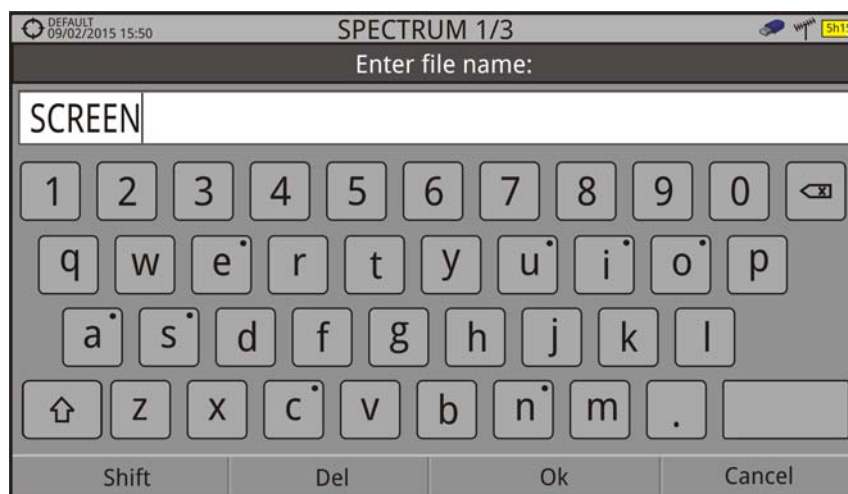 DEFAULT
09/02/2015 15:50
SPECTRUM 1/3
Enter file name:
SCREEN
1 2 3 4 5 6 7 8 9 0
q w e r t y u i o p
a s d f g h j k l
z x c v b n m .
Shift Del Ok Cancel